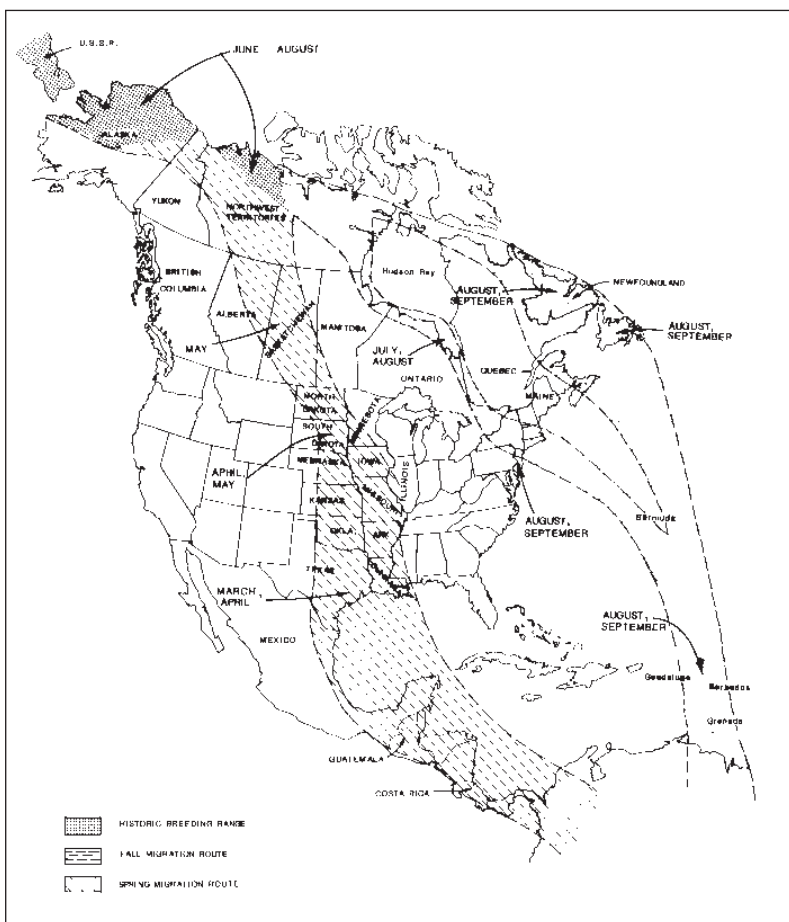 U.S.S.R.
JUNE AUGUST
ALASKA
YUKON
NORTHWEST
TERRITORIES
BRITISH
COLUMBIA
ALBERTA
SASKATCHEWAN
MANITOBA
Hudson Bay
AUGUST,
SEPTEMBER
NEWFOUNDLAND
AUGUST,
SEPTEMBER
MAY
JULY,
AUGUST
ONTARIO
QUEBEC
MAINE
NORTH
DAKOTA
SOUTH
DAKOTA
MINNESOTA
NEBRASKA
IOWA
APRIL
MAY
ILLINOIS
MISSOURI
KANSAS
OKLA
ARK
TEXAS
AUGUST,
SEPTEMBER
Bermuda
MARCH,
APRIL
MEXICO
AUGUST,
SEPTEMBER
Guadalupe
Barbados
Grenada
GUATEMALA
COSTA RICA
HISTORIC BREEDING RANGE
FALL MIGRATION ROUTE
SPRING MIGRATION ROUTE